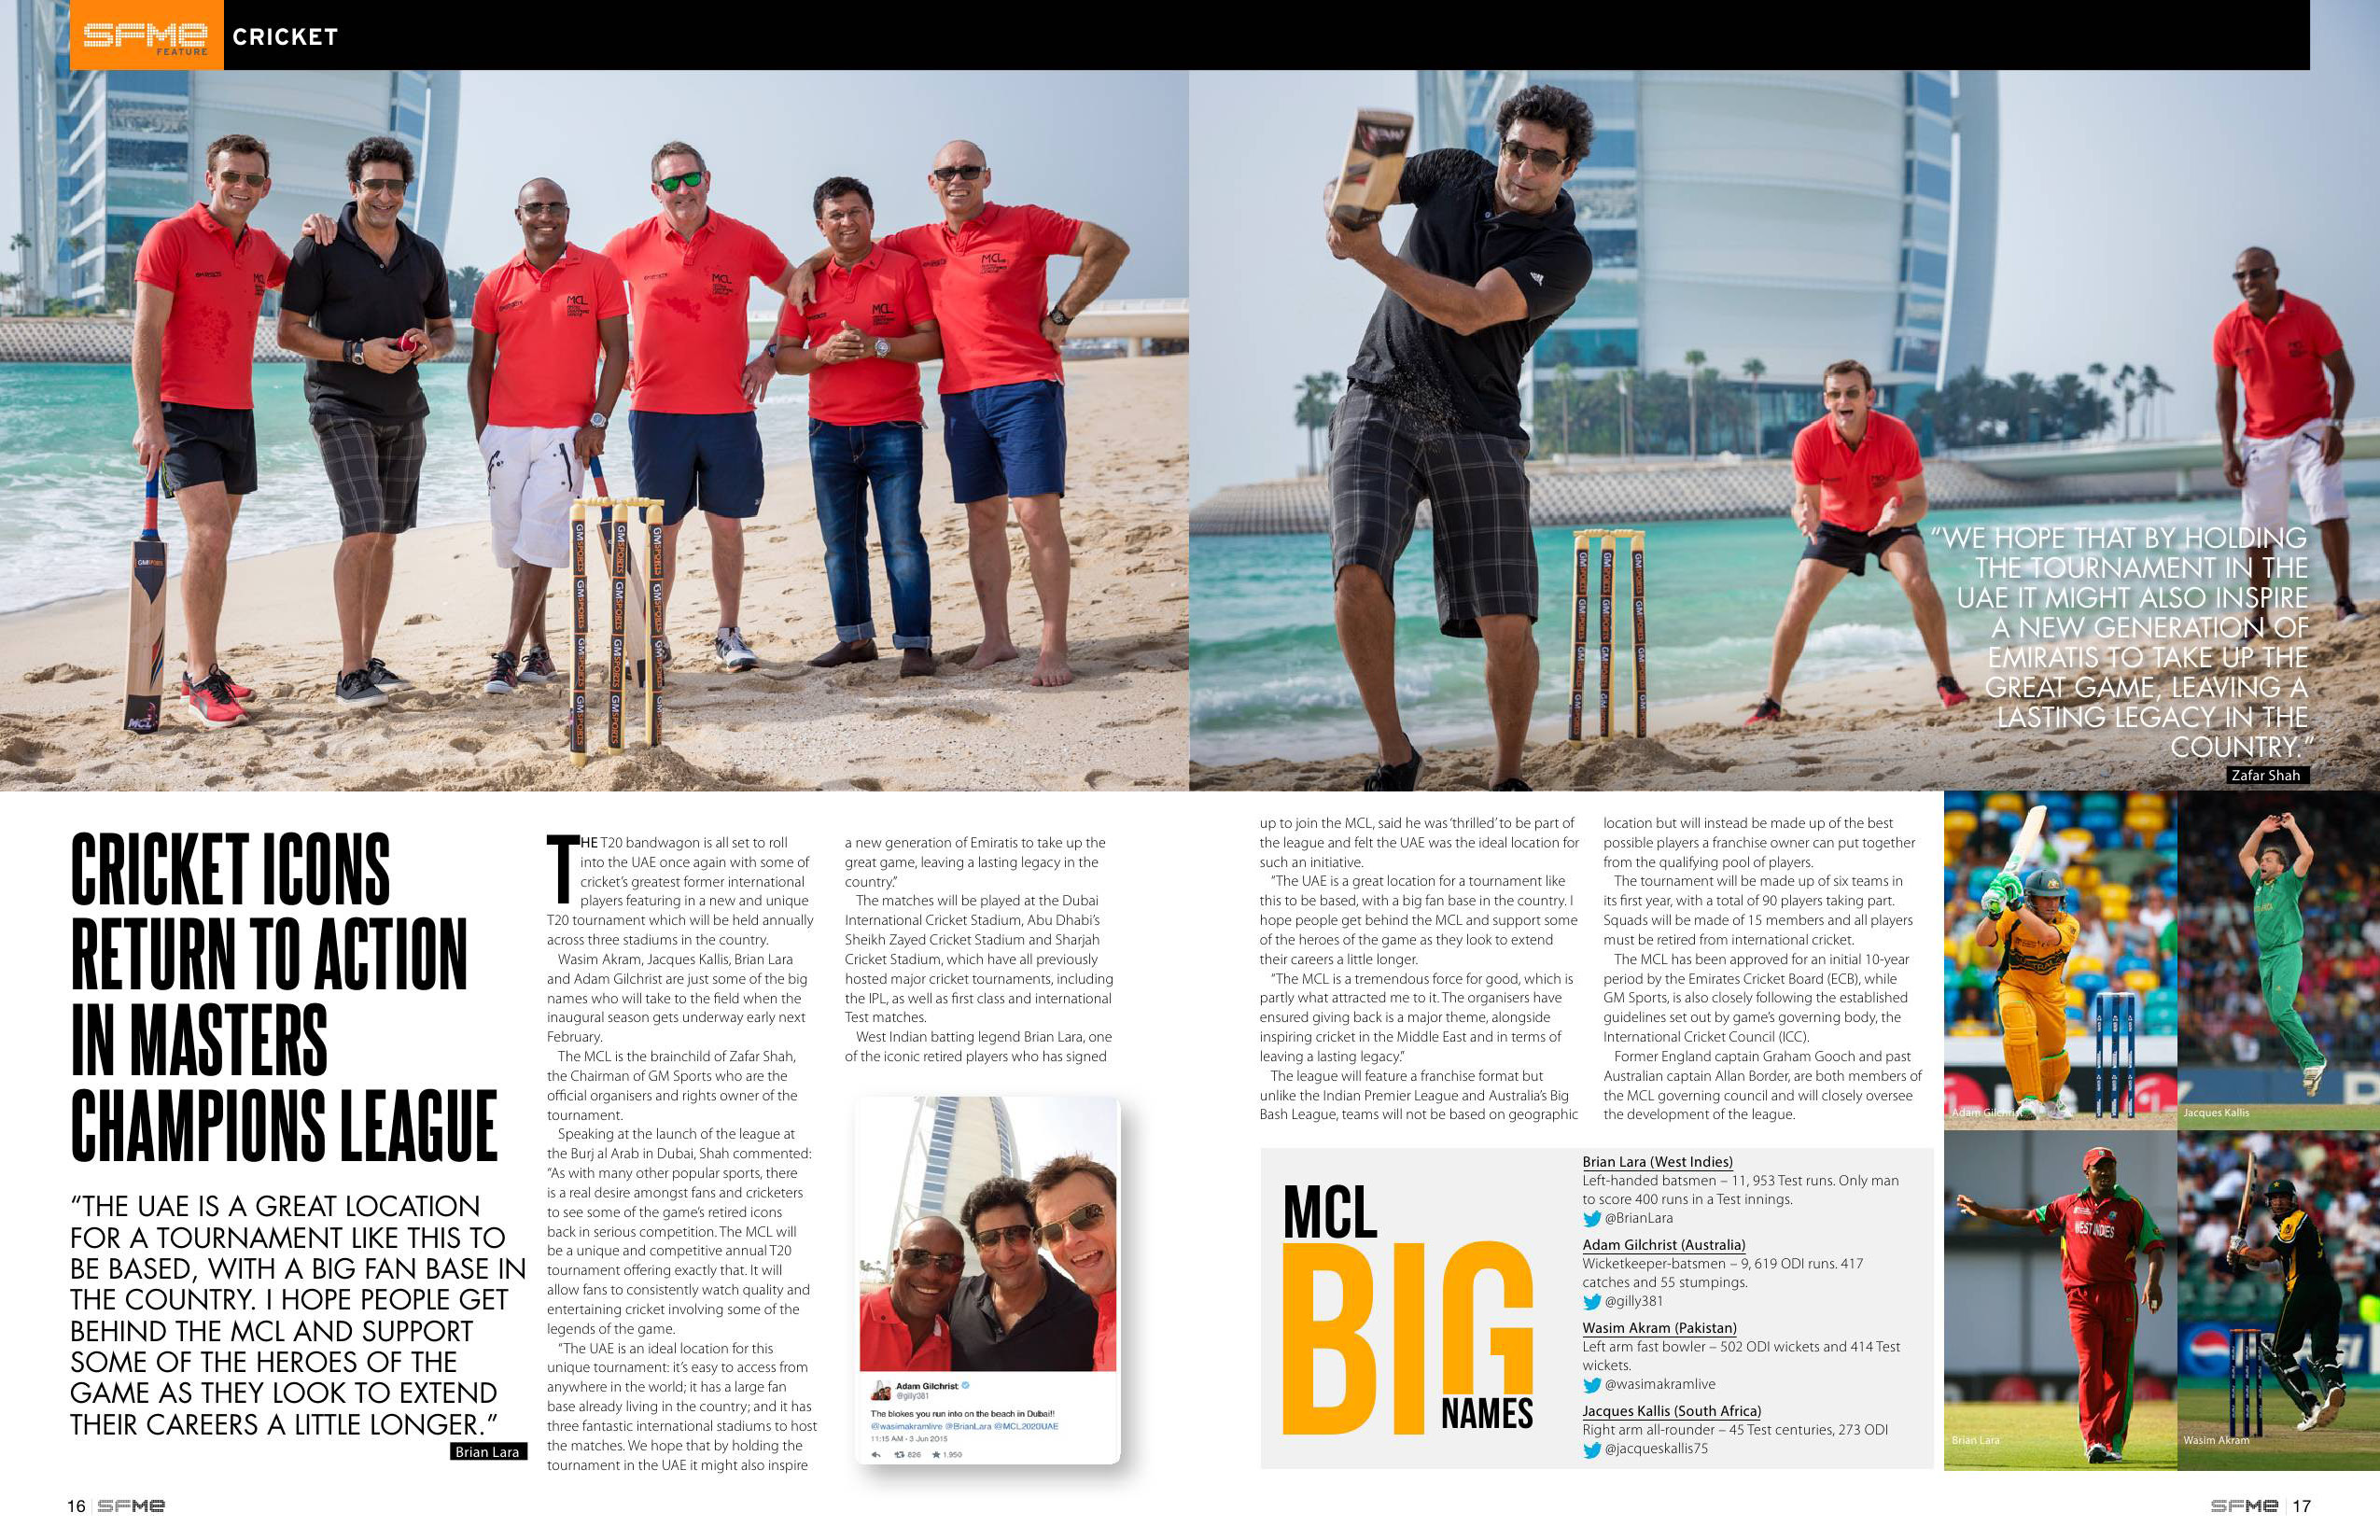 SFMe
FEATURE
CRICKET
MCL
MCL
MCL
MCL
MCL
GMSPORTS
GMSPORTS
"WE HOPE THAT BY HOLDING
THE TOURNAMENT IN THE
UAE IT MIGHT ALSO INSPIRE
A NEW GENERATION OF
EMIRATIS TO TAKE UP THE
GREAT GAME, LEAVING A
LASTING LEGACY IN THE
COUNTRY."
Zafar Shah
CRICKET ICONS
RETURN TO ACTION
IN MASTERS
CHAMPIONS LEAGUE
"THE UAE IS A GREAT LOCATION
FOR A TOURNAMENT LIKE THIS TO
BE BASED, WITH A BIG FAN BASE IN
THE COUNTRY. I HOPE PEOPLE GET
BEHIND THE MCL AND SUPPORT
SOME OF THE HEROES OF THE
GAME AS THEY LOOK TO EXTEND
THEIR CAREERS A LITTLE LONGER."
Brian Lara
THE T20 bandwagon is all set to roll
into the UAE once again with some of
cricket's greatest former international
players featuring in a new and unique
T20 tournament which will be held annually
across three stadiums in the country.
Wasim Akram, Jacques Kallis, Brian Lara
and Adam Gilchrist are just some of the big
names who will take to the field when the
inaugural season gets underway early next
February.
The MCL is the brainchild of Zafar Shah,
the Chairman of GM Sports who are the
official organisers and rights owner of the
tournament.
Speaking at the launch of the league at
the Burj al Arab in Dubai, Shah commented:
"As with many other popular sports, there
is a real desire amongst fans and cricketers
to see some of the game's retired icons
back in serious competition. The MCL will
be a unique and competitive annual T20
tournament offering exactly that. It will
allow fans to consistently watch quality and
entertaining cricket involving some of the
legends of the game.
"The UAE is an ideal location for this
unique tournament: it's easy to access from
anywhere in the world; it has a large fan
base already living in the country; and it has
three fantastic international stadiums to host
the matches. We hope that by holding the
tournament in the UAE it might also inspire
a new generation of Emiratis to take up the
great game, leaving a lasting legacy in the
country."
The matches will be played at the Dubai
International Cricket Stadium, Abu Dhabi's
Sheikh Zayed Cricket Stadium and Sharjah
Cricket Stadium, which have all previously
hosted major cricket tournaments, including
the IPL, as well as first class and international
Test matches.
West Indian batting legend Brian Lara, one
of the iconic retired players who has signed
Adam Gilchrist
@gilly381
The blokes you run into on the beach in Dubai!!
@wasimakramlive @BrianLara @MCL2020UAE
11:15 AM - 3 Jun 2015
826 1,950
up to join the MCL, said he was 'thrilled' to be part of
the league and felt the UAE was the ideal location for
such an initiative.
"The UAE is a great location for a tournament like
this to be based, with a big fan base in the country. I
hope people get behind the MCL and support some
of the heroes of the game as they look to extend
their careers a little longer.
"The MCL is a tremendous force for good, which is
partly what attracted me to it. The organisers have
ensured giving back is a major theme, alongside
inspiring cricket in the Middle East and in terms of
leaving a lasting legacy."
The league will feature a franchise format but
unlike the Indian Premier League and Australia's Big
Bash League, teams will not be based on geographic
location but will instead be made up of the best
possible players a franchise owner can put together
from the qualifying pool of players.
The tournament will be made up of six teams in
its first year, with a total of 90 players taking part.
Squads will be made of 15 members and all players
must be retired from international cricket.
The MCL has been approved for an initial 10-year
period by the Emirates Cricket Board (ECB), while
GM Sports, is also closely following the established
guidelines set out by game's governing body, the
International Cricket Council (ICC).
Former England captain Graham Gooch and past
Australian captain Allan Border, are both members of
the MCL governing council and will closely oversee
the development of the league.
MCL
BIG
NAMES
Brian Lara (West Indies)
Left-handed batsmen – 11, 953 Test runs. Only man
to score 400 runs in a Test innings.
@BrianLara
Adam Gilchrist (Australia)
Wicketkeeper-batsmen – 9, 619 ODI runs. 417
catches and 55 stumpings.
@gilly381
Wasim Akram (Pakistan)
Left arm fast bowler – 502 ODI wickets and 414 Test
wickets.
@wasimakramlive
Jacques Kallis (South Africa)
Right arm all-rounder – 45 Test centuries, 273 ODI
@jacqueskallis75
Adam Gilchrist
Jacques Kallis
WEST INDIES
Brian Lara
Wasim Akram
16 SFMe
SFMe 17